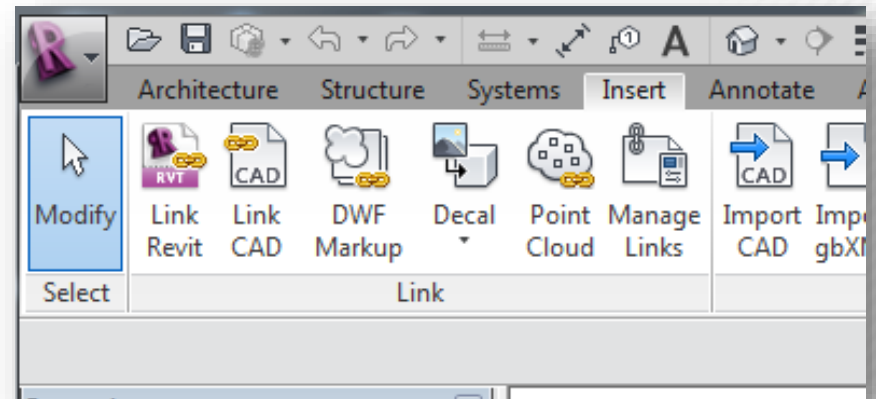 Architecture Structure Systems Insert Annotate
RVT CAD CAD
Modify Link Revit Link CAD DWF Markup Decal Point Cloud Manage Links Import CAD
Select Link